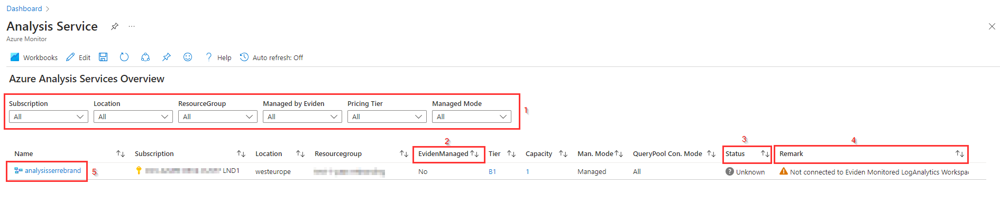 Dashboard
Analysis Service
Azure Monitor
Workbooks Edit Help Auto refresh: Off
Azure Analysis Services Overview
Subscription Location ResourceGroup Managed by Eviden Pricing Tier Managed Mode
All All All All All All
1
2 3 4
Name Subscription Location Resourcegroup EvidenManaged Tier Capacity Man. Mode QueryPool Con. Mode Status Remark
analysisserrebrand 5 LND1 westeurope No B1 1 Managed All Unknown Not connected to Eviden Monitored LogAnalytics Workspac